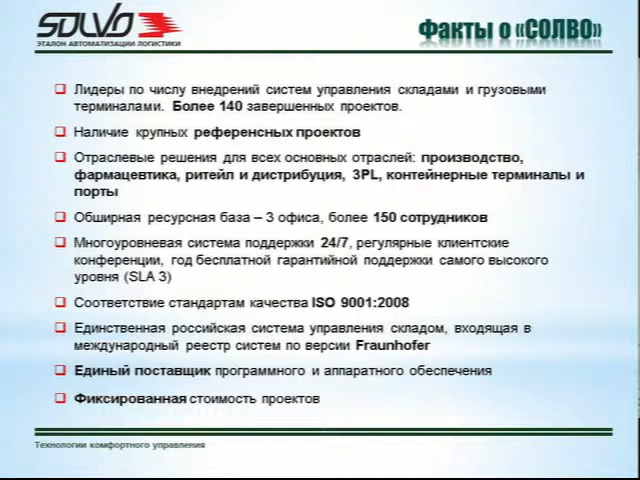 SOLVO
ЭТАЛОН АВТОМАТИЗАЦИИ ЛОГИСТИКИ
Факты о «СОЛВО»
Лидеры по числу внедрений систем управления складами и грузовыми
терминалами. Более 140 завершенных проектов.
Наличие крупных референсных проектов
Отраслевые решения для всех основных отраслей: производство,
фармацевтика, ритейл и дистрибуция, 3PL, контейнерные терминалы и
порты
Обширная ресурсная база – 3 офиса, более 150 сотрудников
Многоуровневая система поддержки 24/7, регулярные клиентские
конференции, год бесплатной гарантийной поддержки самого высокого
уровня (SLA 3)
Соответствие стандартам качества ISO 9001:2008
Единственная российская система управления складом, входящая в
международный реестр систем по версии Fraunhofer
Единый поставщик программного и аппаратного обеспечения
Фиксированная стоимость проектов
Технологии комфортного управления